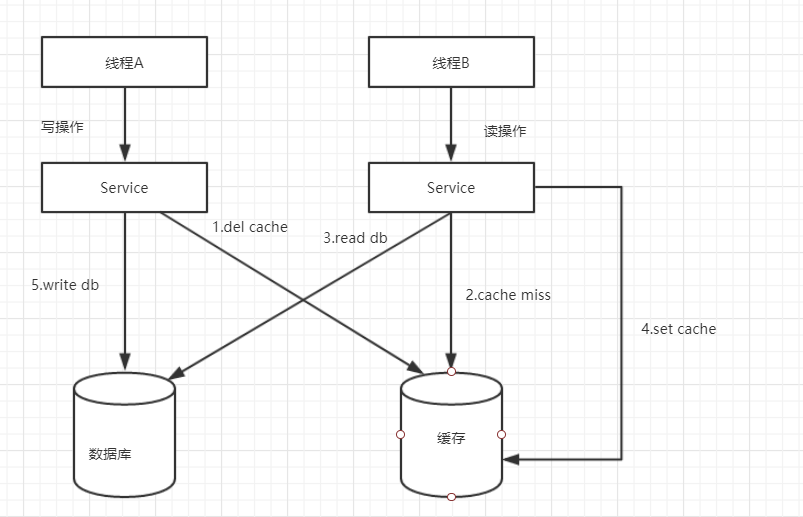 线程A
线程B
写操作
读操作
Service
Service
1.del cache
3.read db
5.write db
2.cache miss
4.set cache
数据库
缓存